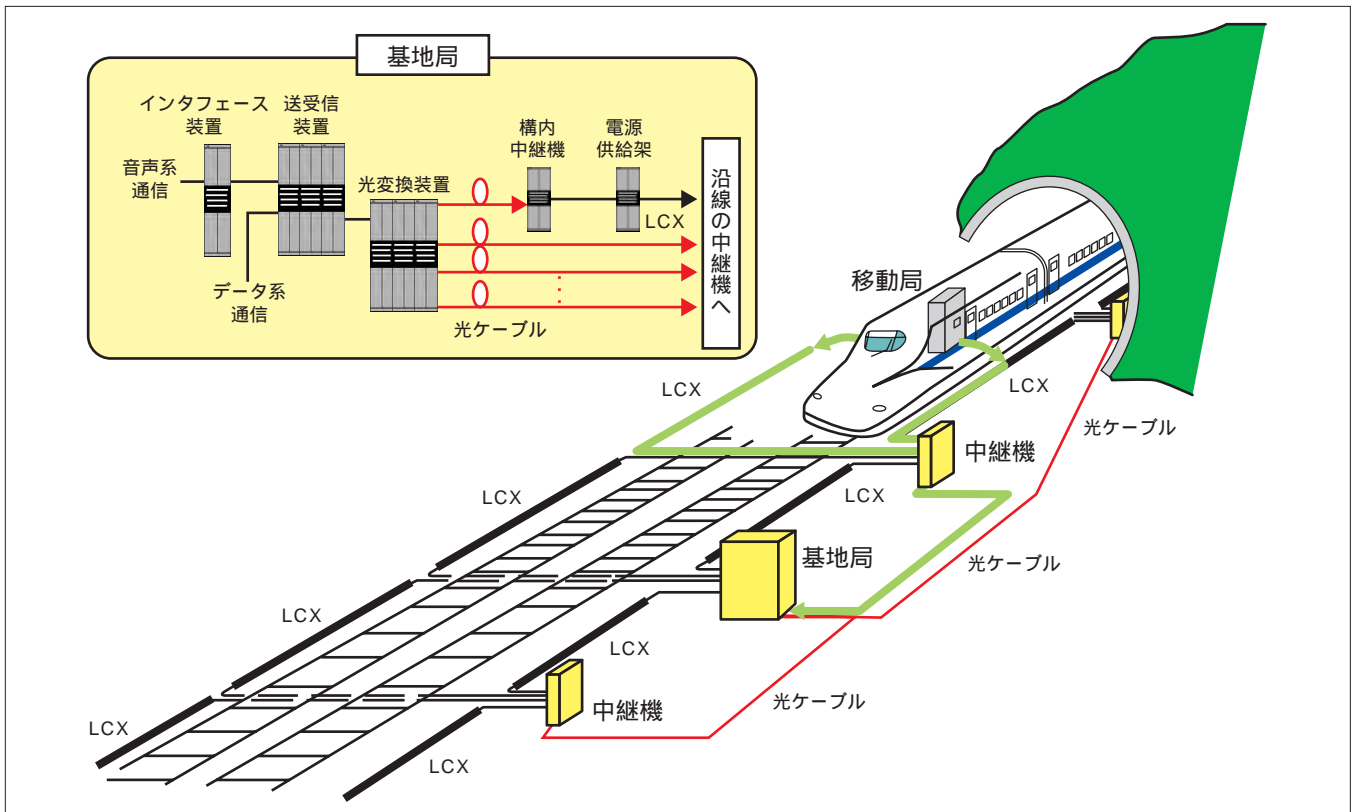 基地局
インタフェース
装置
送受信
装置
構内
中継機
電源
供給架
音声系
通信
光変換装置
LCX
データ系
通信
光ケーブル
沿線の中継機へ
移動局
LCX
LCX
光ケーブル
中継機
LCX
LCX
基地局
光ケーブル
LCX
LCX
光ケーブル
中継機
LCX
LCX